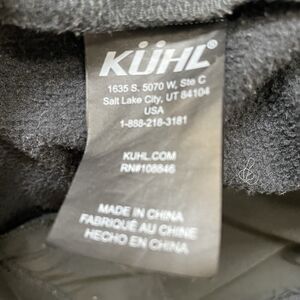 KÜHL
1635 S. 5070 W, Ste C
Salt Lake City, UT 84104
USA
1-888-218-3181
KUHL.COM
RN#106846
MADE IN CHINA
FABRIQUÉ AU CHINE
HECHO EN CHINA